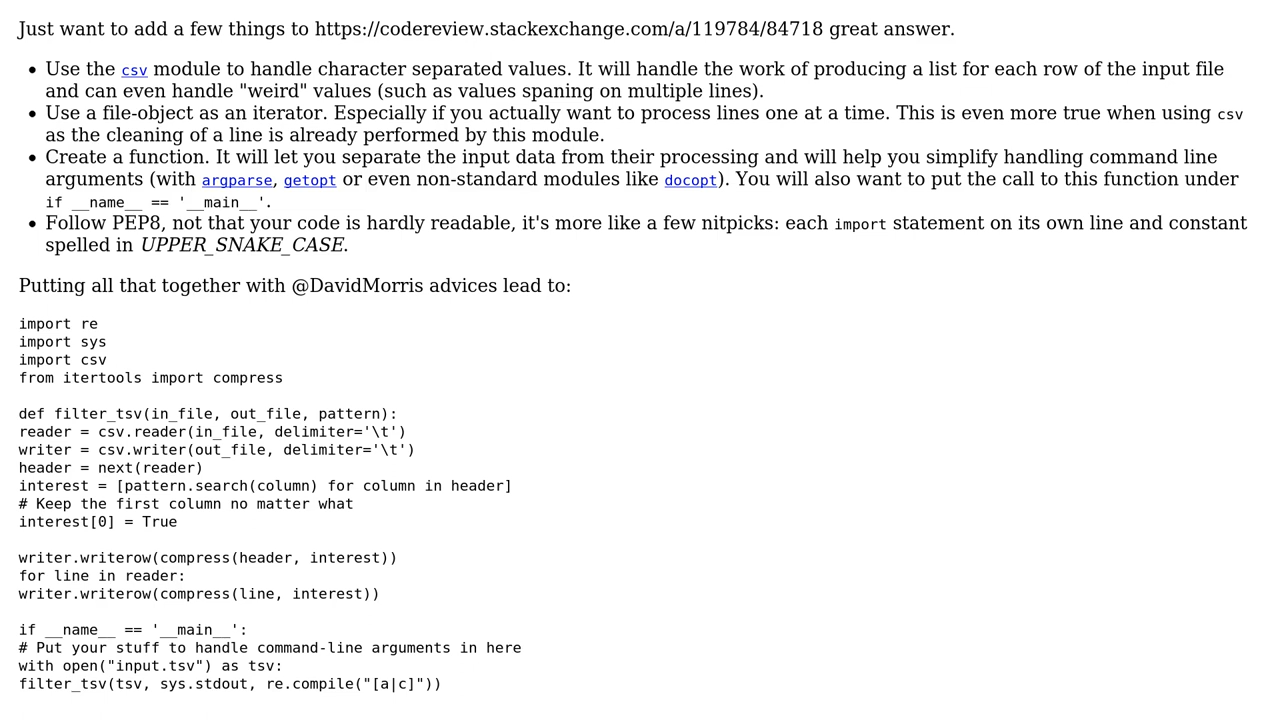 Just want to add a few things to https://codereview.stackexchange.com/a/119784/84718 great answer.
• Use the csv module to handle character separated values. It will handle the work of producing a list for each row of the input file
and can even handle "weird" values (such as values spaning on multiple lines).
• Use a file-object as an iterator. Especially if you actually want to process lines one at a time. This is even more true when using csv
as the cleaning of a line is already performed by this module.
• Create a function. It will let you separate the input data from their processing and will help you simplify handling command line
arguments (with argparse, getopt or even non-standard modules like docopt). You will also want to put the call to this function under
if __name__ == '__main__'.
• Follow PEP8, not that your code is hardly readable, it's more like a few nitpicks: each import statement on its own line and constant
spelled in UPPER_SNAKE_CASE.
Putting all that together with @DavidMorris advices lead to:
import re
import sys
import csv
from itertools import compress
def filter_tsv(in_file, out_file, pattern):
reader = csv.reader(in_file, delimiter='\t')
writer = csv.writer(out_file, delimiter='\t')
header = next(reader)
interest = [pattern.search(column) for column in header]
# Keep the first column no matter what
interest[0] = True
writer.writerow(compress(header, interest))
for line in reader:
writer.writerow(compress(line, interest))
if __name__ == '__main__':
# Put your stuff to handle command-line arguments in here
with open("input.tsv") as tsv:
filter_tsv(tsv, sys.stdout, re.compile("[a|c]"))